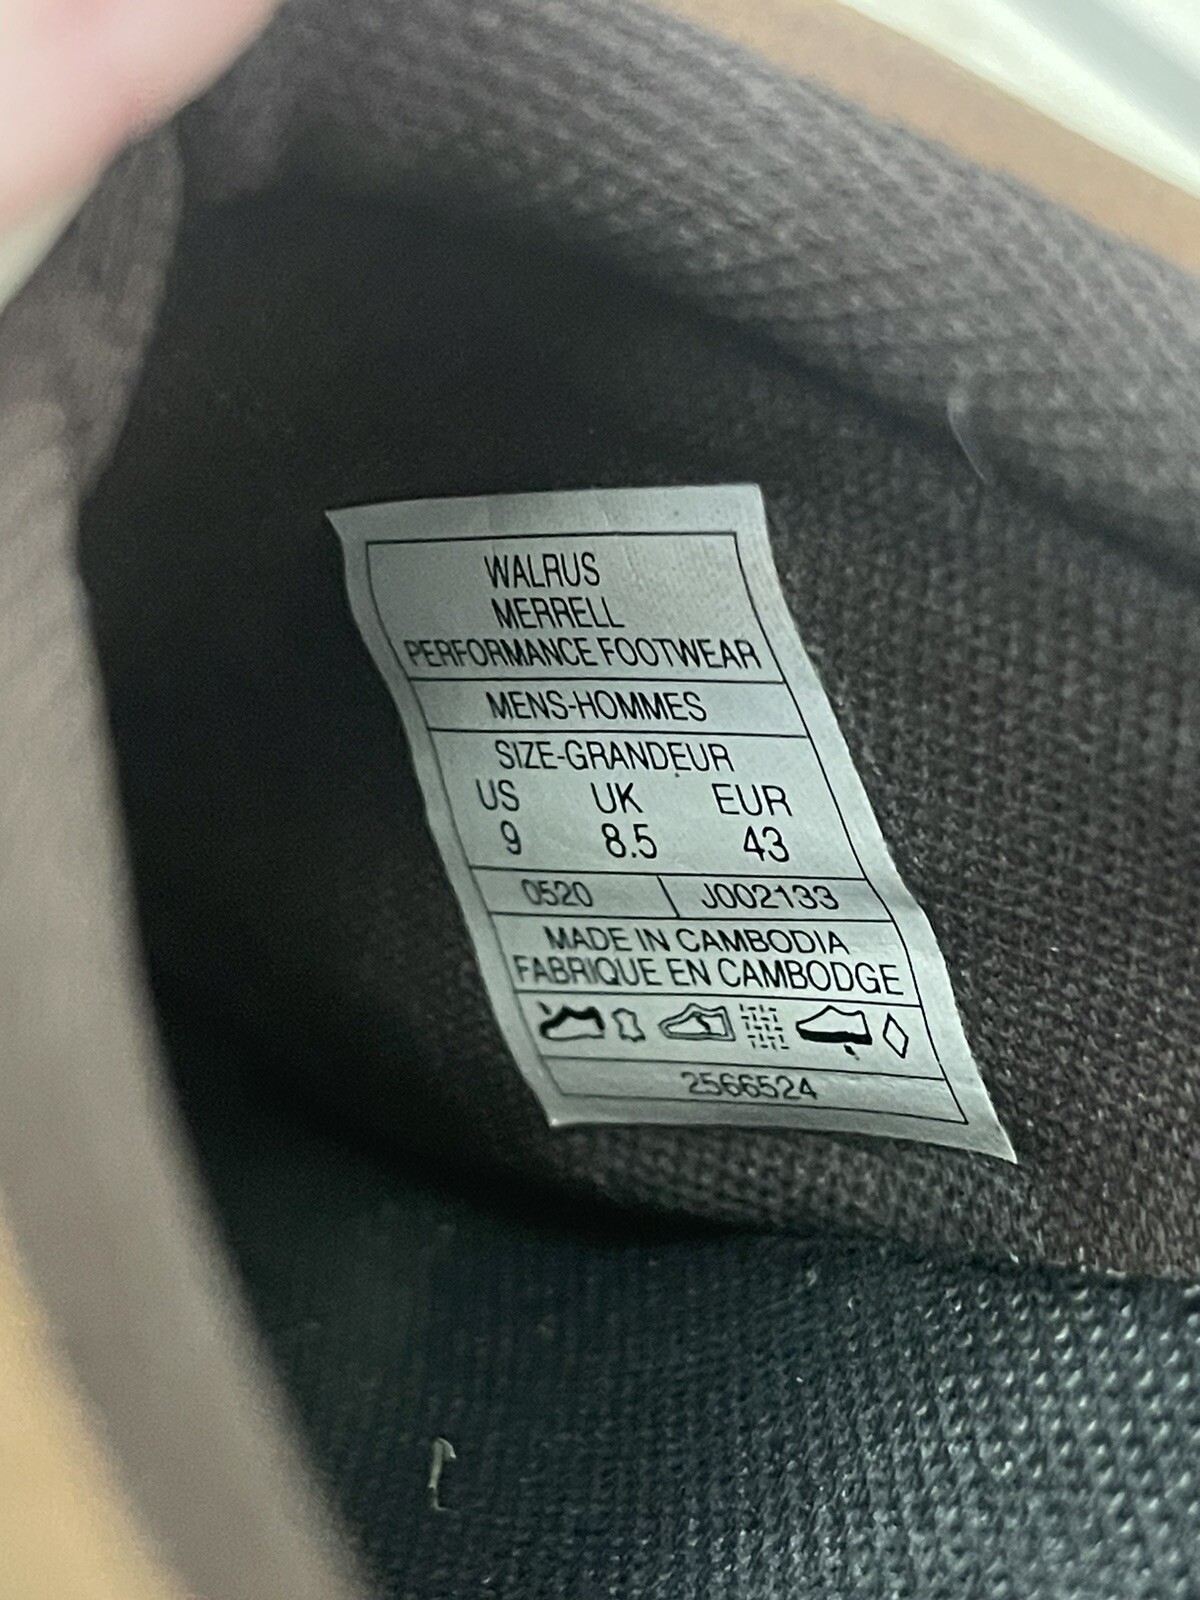 WALRUS
MERRELL
PERFORMANCE FOOTWEAR
MENS-HOMMES
SIZE-GRANDEUR
US UK EUR
9 8.5 43
0520 J002133
MADE IN CAMBODIA
FABRIQUE EN CAMBODGE
2566524